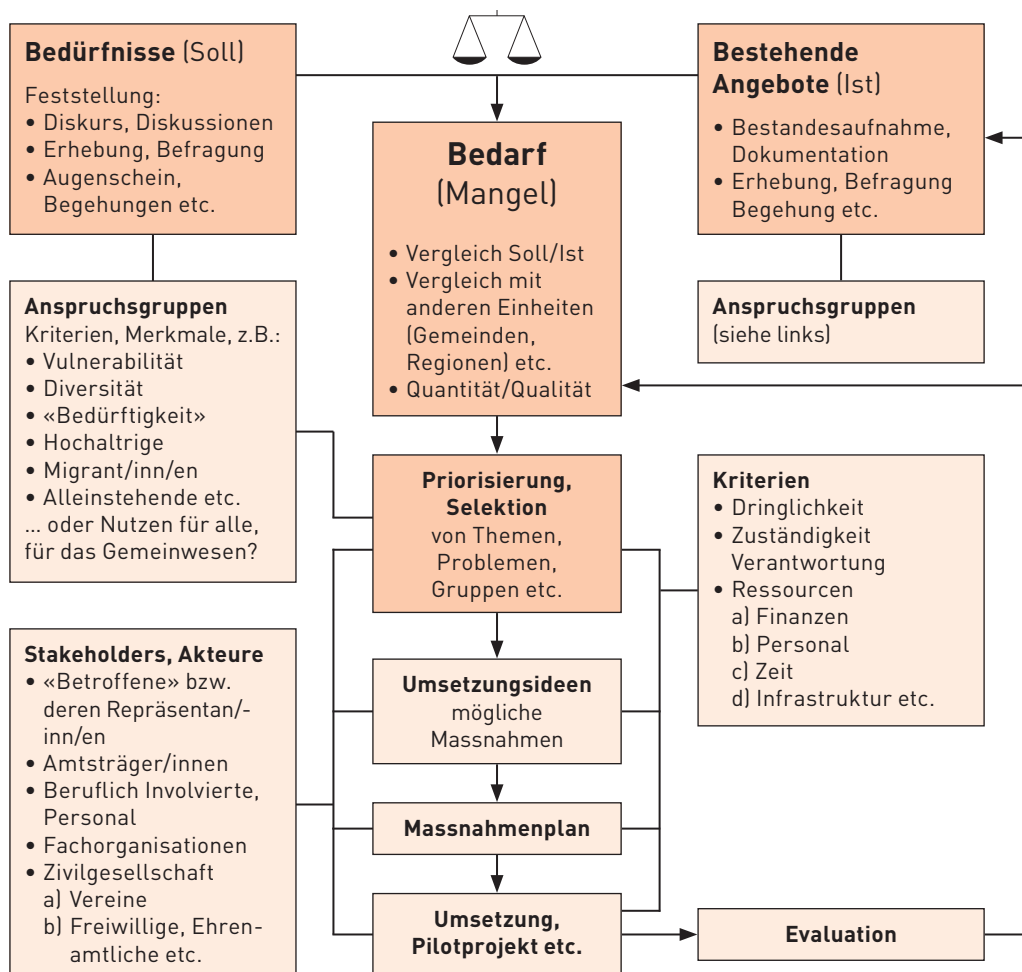 Bedürfnisse (Soll)
Feststellung:
• Diskurs, Diskussionen
• Erhebung, Befragung
• Augenschein,
Begehungen etc.
Bestehende
Angebote (Ist)
• Bestandesaufnahme,
Dokumentation
• Erhebung, Befragung
Begehung etc.
Bedarf
(Mangel)
• Vergleich Soll/Ist
• Vergleich mit
anderen Einheiten
(Gemeinden,
Regionen) etc.
• Quantität/Qualität
Anspruchsgruppen
Kriterien, Merkmale, z.B.:
• Vulnerabilität
• Diversität
• «Bedürftigkeit»
• Hochaltrige
• Migrant/inn/en
• Alleinstehende etc.
... oder Nutzen für alle,
für das Gemeinwesen?
Anspruchsgruppen
(siehe links)
Priorisierung,
Selektion
von Themen,
Problemen,
Gruppen etc.
Kriterien
• Dringlichkeit
• Zuständigkeit
Verantwortung
• Ressourcen
a) Finanzen
b) Personal
c) Zeit
d) Infrastruktur etc.
Stakeholders, Akteure
• «Betroffene» bzw.
deren Repräsentan/-
inn/en
• Amtsträger/innen
• Beruflich Involvierte,
Personal
• Fachorganisationen
• Zivilgesellschaft
a) Vereine
b) Freiwillige, Ehren-
amtliche etc.
Umsetzungsideen
mögliche
Massnahmen
Massnahmenplan
Umsetzung,
Pilotprojekt etc.
Evaluation